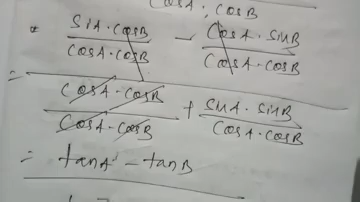 CosA . CosB
* SinA . CosB / CosA . CosB - CosA . SinB / CosA . CosB
= CosA . CosB / CosA . CosB + SinA . SinB / CosA . CosB
= tanA - tanB